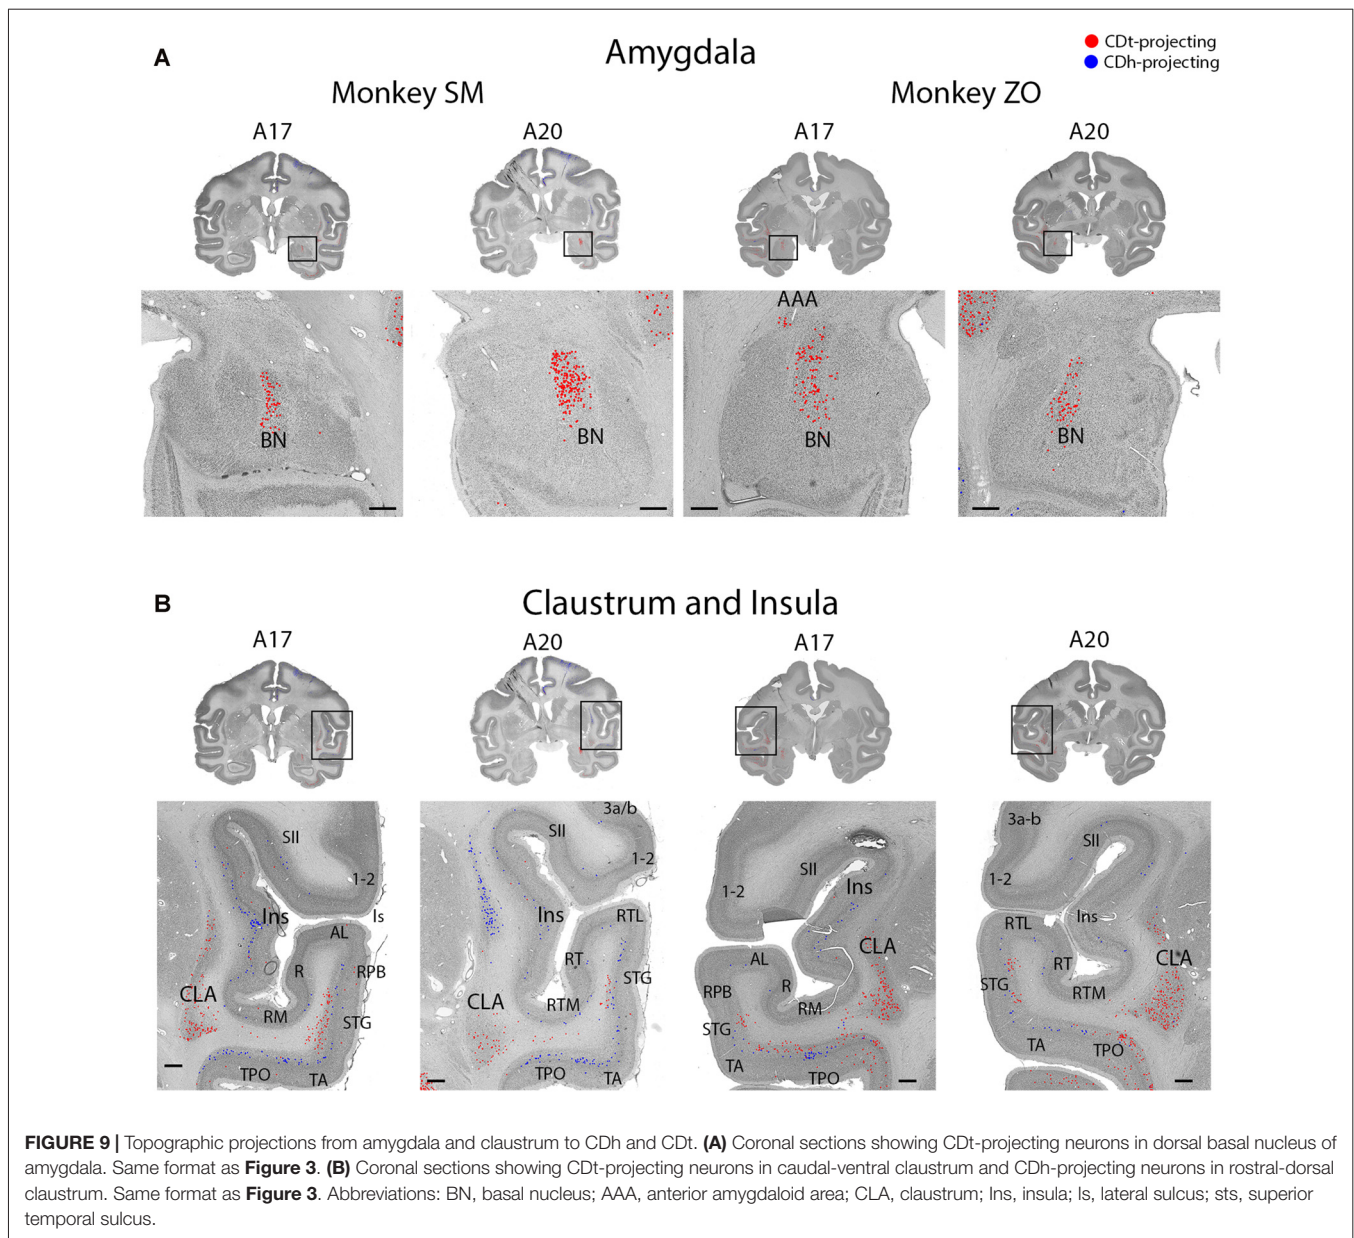 A
Amygdala
CDt-projecting
CDh-projecting
Monkey SM
Monkey ZO
A17
A20
A17
A20
AAA
BN
BN
BN
BN
B
Claustrum and Insula
A17
A20
A17
A20
SII
1-2
Ins
ls
AL
R
RPB
CLA
RM
STG
TPO
TA
3a/b
SII
1-2
Ins
RTL
RT
STG
CLA
RTM
TPO
TA
SII
1-2
Ins
CLA
AL
RPB
R
RM
STG
TA
TPO
3a-b
SII
1-2
RTL
Ins
RT
CLA
STG
RTM
TA
TPO
FIGURE 9 | Topographic projections from amygdala and claustrum to CDh and CDt. (A) Coronal sections showing CDt-projecting neurons in dorsal basal nucleus of
amygdala. Same format as Figure 3. (B) Coronal sections showing CDt-projecting neurons in caudal-ventral claustrum and CDh-projecting neurons in rostral-dorsal
claustrum. Same format as Figure 3. Abbreviations: BN, basal nucleus; AAA, anterior amygdaloid area; CLA, claustrum; Ins, insula; ls, lateral sulcus; sts, superior
temporal sulcus.